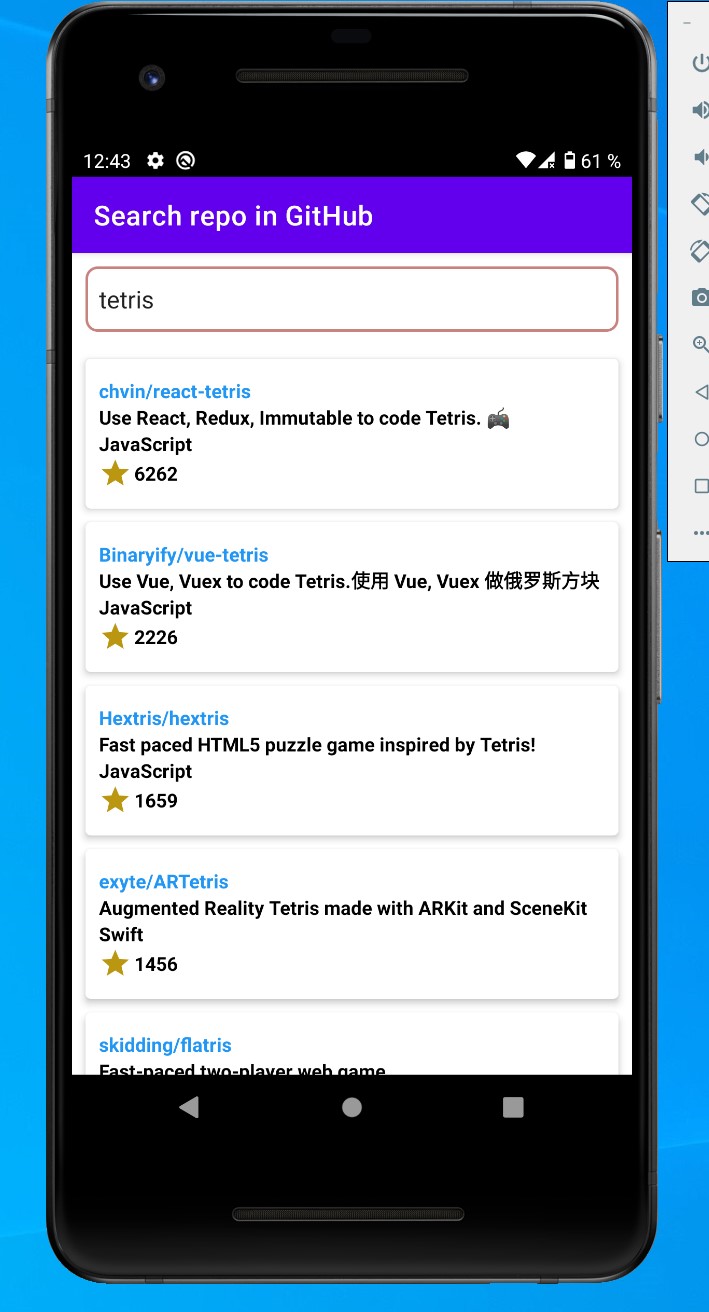 12:43
61 %
Search repo in GitHub
tetris
chvin/react-tetris
Use React, Redux, Immutable to code Tetris. 🎮
JavaScript
6262
Binaryify/vue-tetris
Use Vue, Vuex to code Tetris.使用 Vue, Vuex 做俄罗斯方块
JavaScript
2226
Hextris/hextris
Fast paced HTML5 puzzle game inspired by Tetris!
JavaScript
1659
exyte/ARTetris
Augmented Reality Tetris made with ARKit and SceneKit
Swift
1456
skidding/flatris
Fast-paced two-player web game